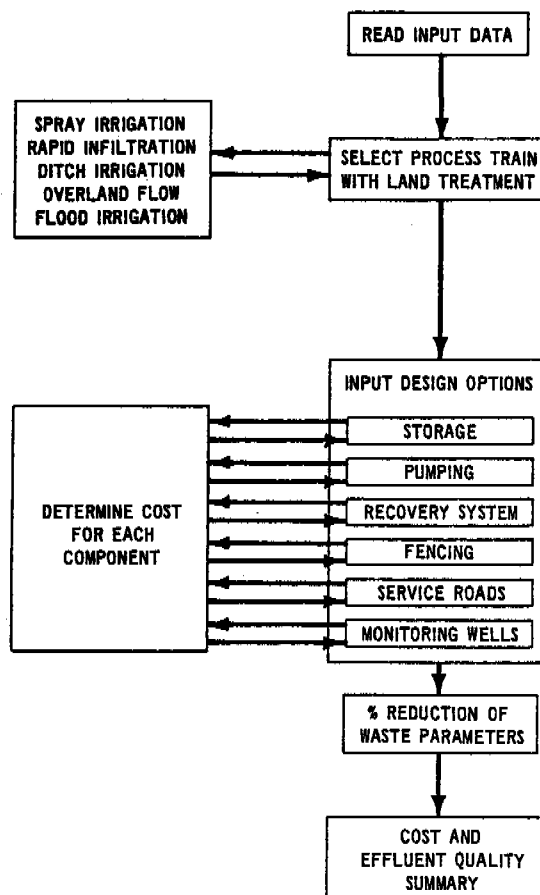 READ INPUT DATA
SPRAY IRRIGATION
RAPID INFILTRATION
DITCH IRRIGATION
OVERLAND FLOW
FLOOD IRRIGATION
SELECT PROCESS TRAIN
WITH LAND TREATMENT
INPUT DESIGN OPTIONS
STORAGE
PUMPING
RECOVERY SYSTEM
FENCING
SERVICE ROADS
MONITORING WELLS
DETERMINE COST
FOR EACH
COMPONENT
% REDUCTION OF
WASTE PARAMETERS
COST AND
EFFLUENT QUALITY
SUMMARY